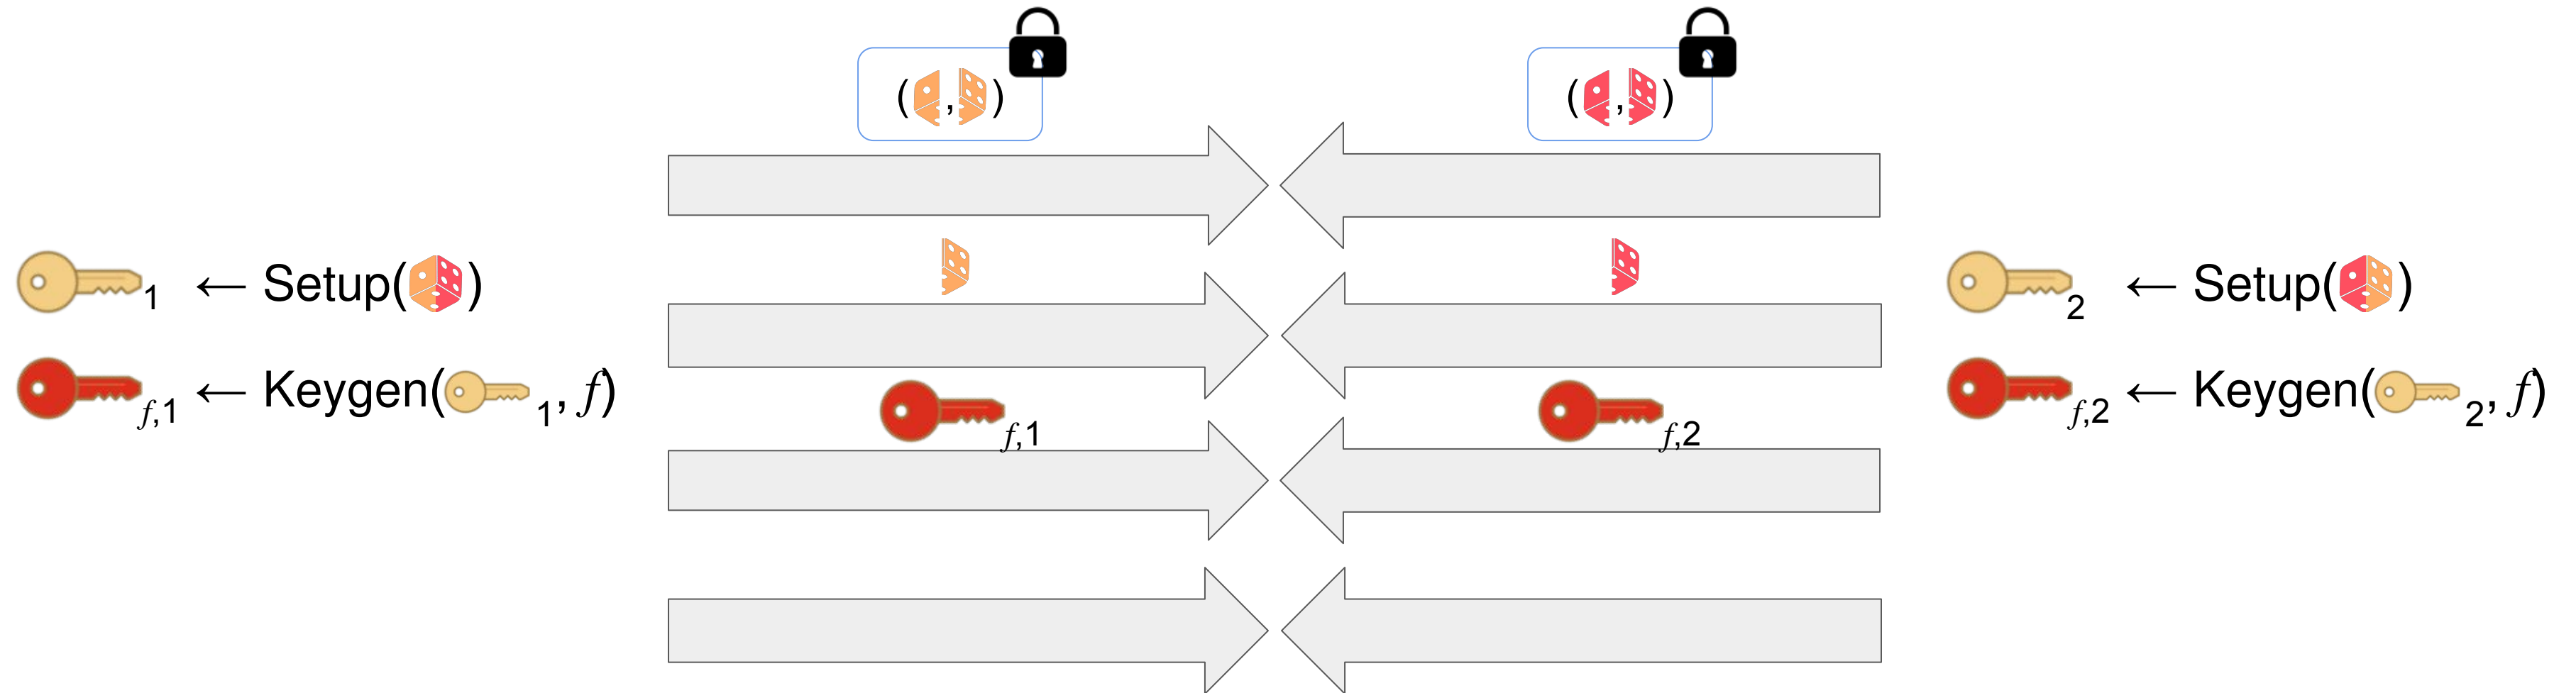 ( , )
( , )
1 ← Setup( )
2 ← Setup( )
f,1 ← Keygen( 1, f)
f,1
f,2
f,2 ← Keygen( 2, f)